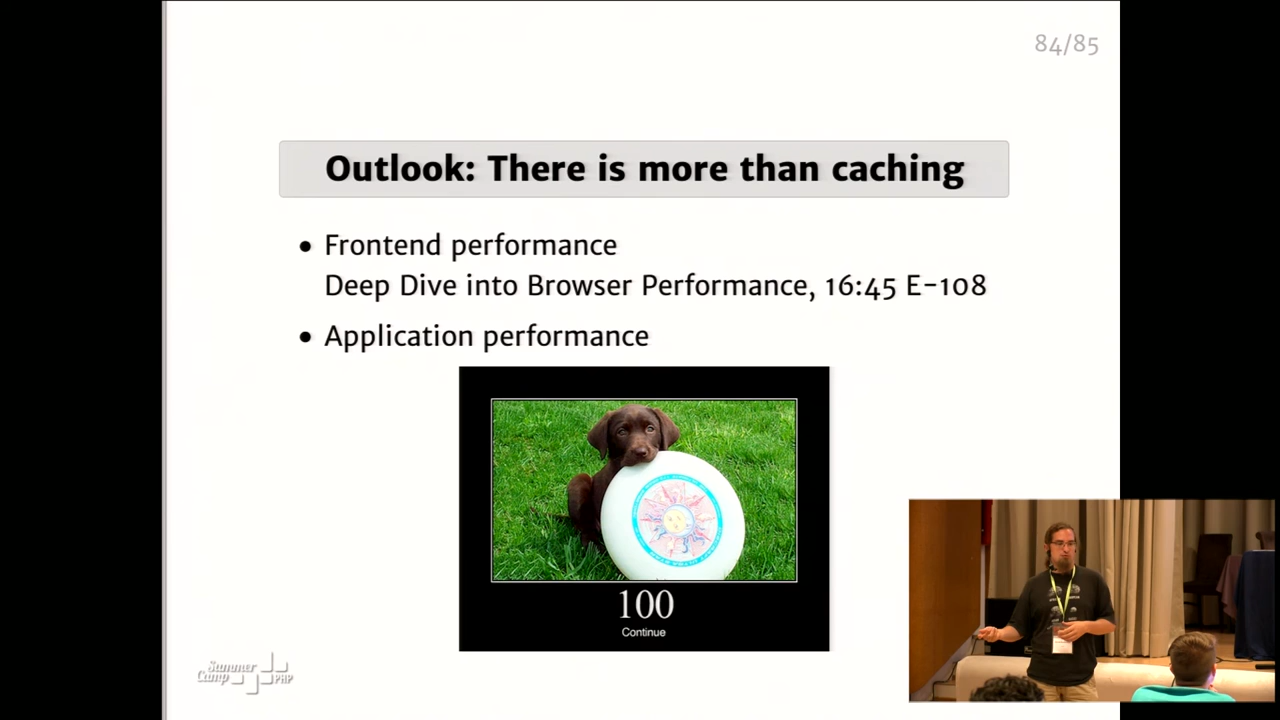 84/85
Outlook: There is more than caching
• Frontend performance
Deep Dive into Browser Performance, 16:45 E-108
• Application performance
100
Continue
Summer
Camp PHP